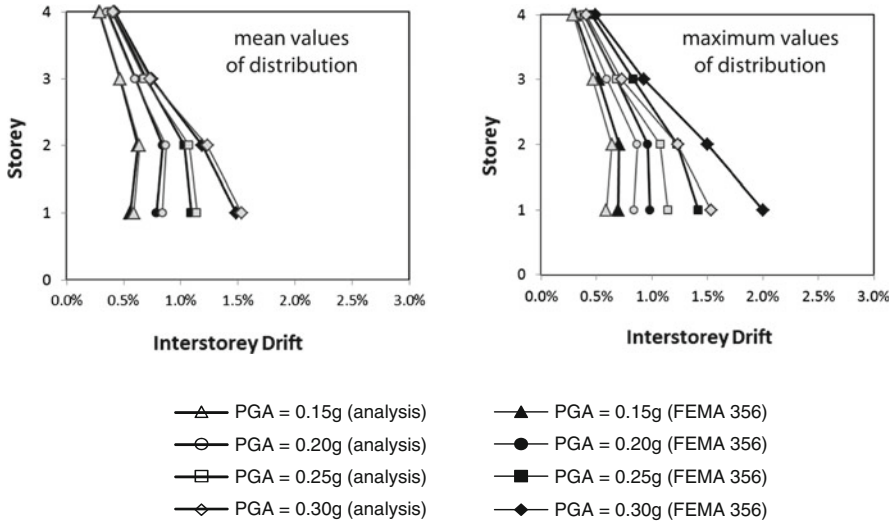 mean values
of distribution
Storey
4
3
2
1
0
0.0% 0.5% 1.0% 1.5% 2.0% 2.5% 3.0%
Interstorey Drift
maximum values
of distribution
Storey
4
3
2
1
0
0.0% 0.5% 1.0% 1.5% 2.0% 2.5% 3.0%
Interstorey Drift
PGA = 0.15g (analysis)
PGA = 0.20g (analysis)
PGA = 0.25g (analysis)
PGA = 0.30g (analysis)
PGA = 0.15g (FEMA 356)
PGA = 0.20g (FEMA 356)
PGA = 0.25g (FEMA 356)
PGA = 0.30g (FEMA 356)